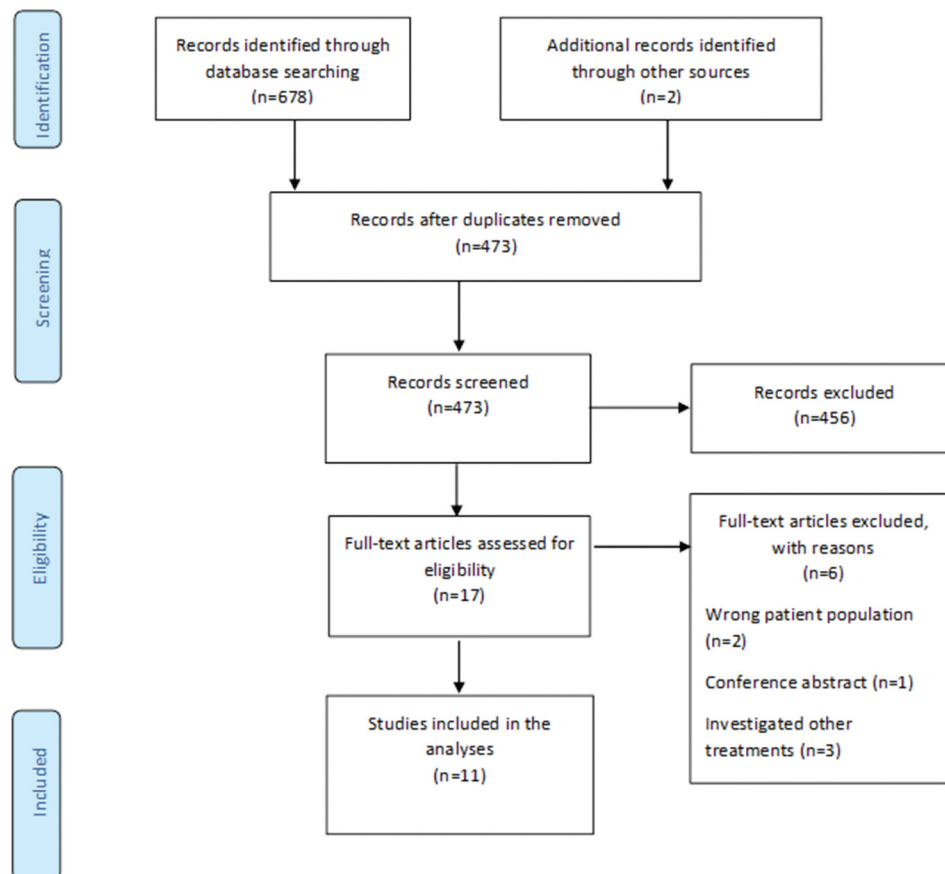 Identification
Records identified through
database searching
(n=678)
Additional records identified
through other sources
(n=2)
Screening
Records after duplicates removed
(n=473)
Records screened
(n=473)
Records excluded
(n=456)
Eligibility
Full-text articles assessed for
eligibility
(n=17)
Full-text articles excluded,
with reasons
(n=6)
Wrong patient population
(n=2)
Conference abstract (n=1)
Investigated other
treatments (n=3)
Included
Studies included in the
analyses
(n=11)